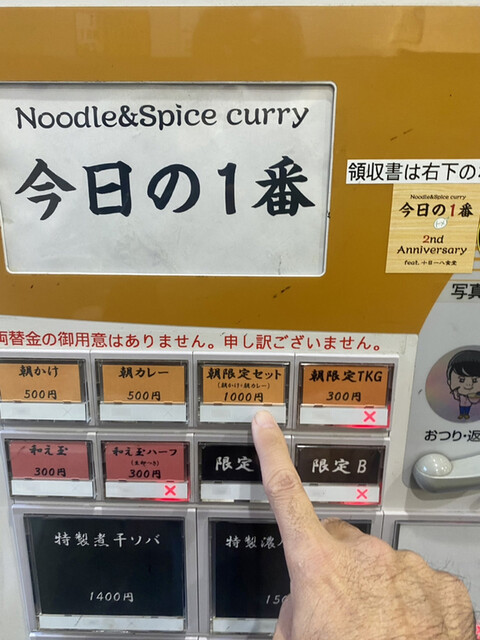 Noodle&Spice curry
今日の1番
領収書は右下の
Noodle&Spice curry
今日の1番
2nd
Anniversary
feat.
写真
両替金の御用意はありません。申し訳ございません。
朝かけ
500円
朝カレー
500円
朝限定セット
(朝かけ+朝カレー)
1000円
朝限定TKG
300円
おつり・返
和え玉
300円
和え玉ハーフ
300円
限定
限定B
特製煮干ソバ
1400円
特製濃
150